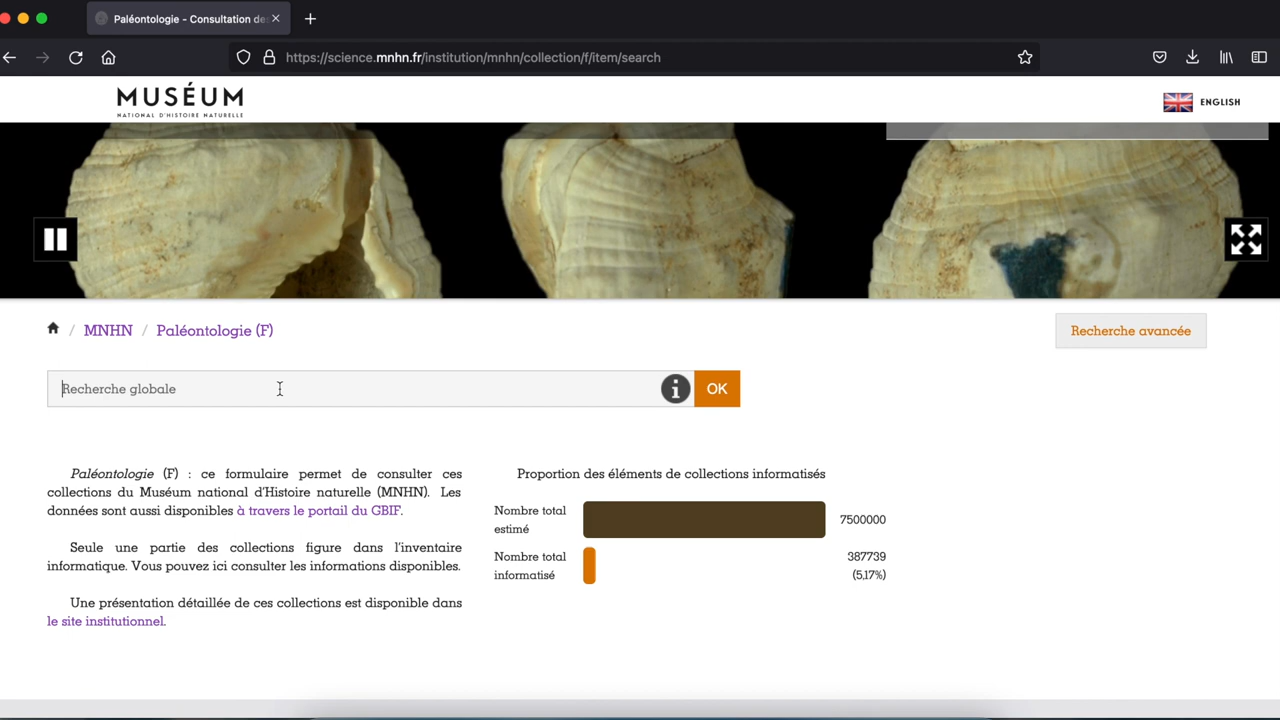 Paléontologie - Consultation des
https://science.mnhn.fr/institution/mnhn/collection/f/item/search
MUSÉUM
NATIONAL D'HISTOIRE NATURELLE
ENGLISH
/ MNHN / Paléontologie (F)
Recherche avancée
Recherche globale
OK
Paléontologie (F) : ce formulaire permet de consulter ces
collections du Muséum national d'Histoire naturelle (MNHN). Les
données sont aussi disponibles à travers le portail du GBIF.
Seule une partie des collections figure dans l'inventaire
informatique. Vous pouvez ici consulter les informations disponibles.
Une présentation détaillée de ces collections est disponible dans
le site institutionnel.
Proportion des éléments de collections informatisés
Nombre total
estimé
7500000
Nombre total
informatisé
387739
(5,17%)